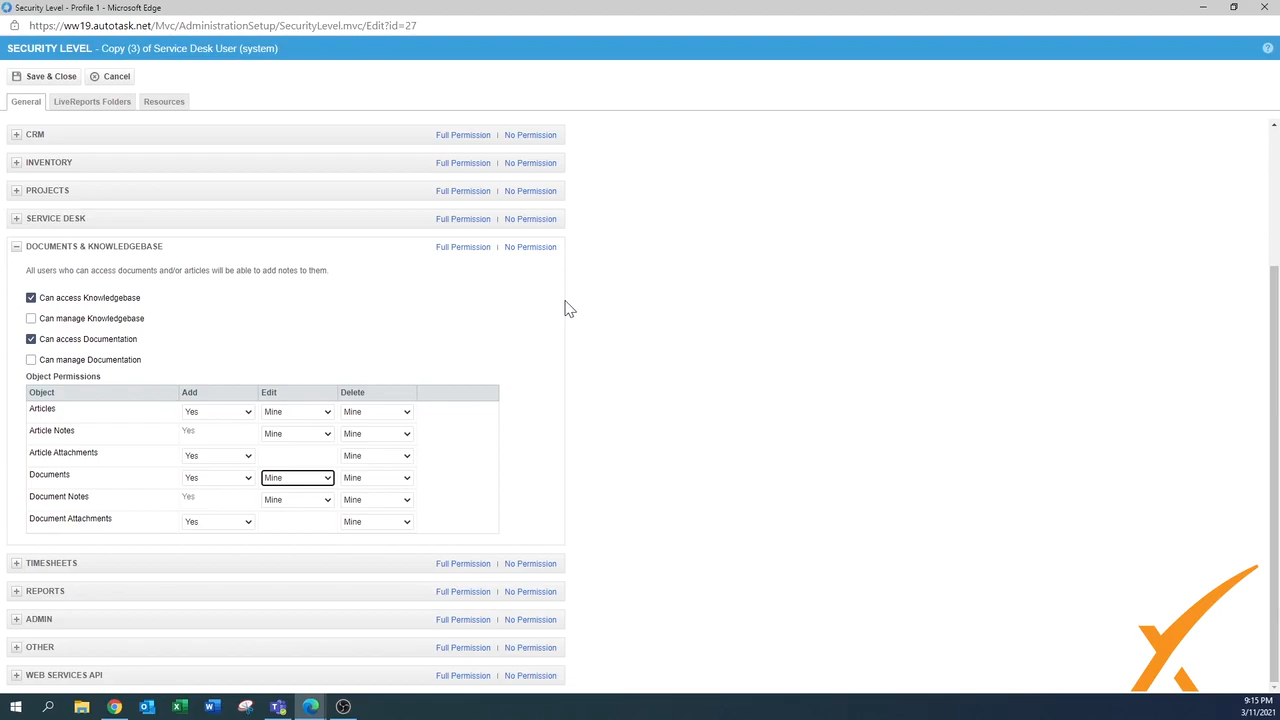 Security Level - Profile 1 - Microsoft Edge
https://ww19.autotask.net/Mvc/AdministrationSetup/SecurityLevel.mvc/Edit?id=27
SECURITY LEVEL - Copy (3) of Service Desk User (system)
Save & Close Cancel
General LiveReports Folders Resources
CRM Full Permission | No Permission
INVENTORY Full Permission | No Permission
PROJECTS Full Permission | No Permission
SERVICE DESK Full Permission | No Permission
DOCUMENTS & KNOWLEDGEBASE Full Permission | No Permission
All users who can access documents and/or articles will be able to add notes to them.
Can access Knowledgebase
Can manage Knowledgebase
Can access Documentation
Can manage Documentation
Object Permissions
Object Add Edit Delete
Articles Yes Mine Mine
Article Notes Yes Mine Mine
Article Attachments Yes Mine
Documents Yes Mine Mine
Document Notes Yes Mine Mine
Document Attachments Yes Mine
TIMESHEETS Full Permission | No Permission
REPORTS Full Permission | No Permission
ADMIN Full Permission | No Permission
OTHER Full Permission | No Permission
WEB SERVICES API Full Permission | No Permission
9:15 PM
3/11/2021